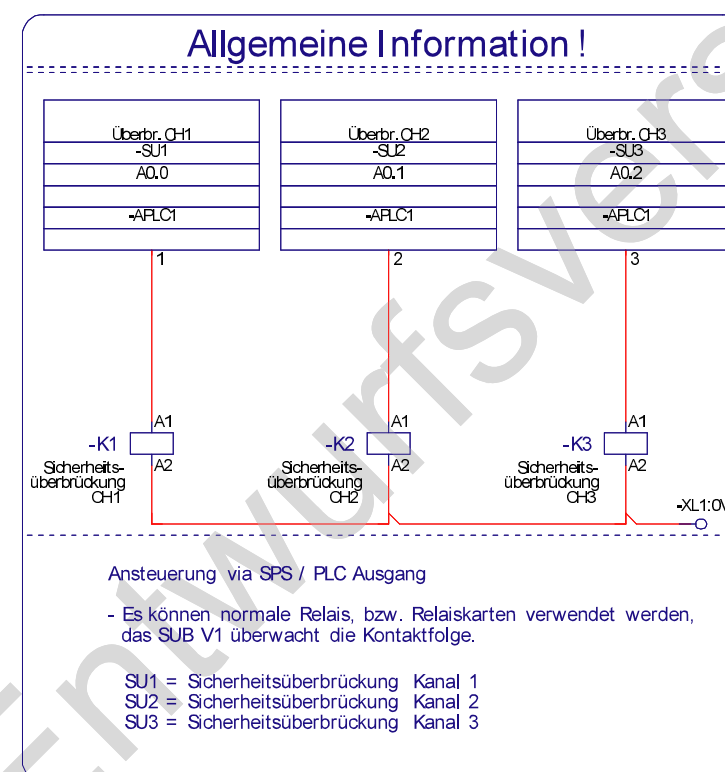 Allgemeine Information !
Überbr. CH1
-SU1
A0.0
-APLC1
1
Überbr. CH2
-SU2
A0.1
-APLC1
2
Überbr. CH3
-SU3
A0.2
-APLC1
3
A1
-K1
A2
Sicherheits-
überbrückung
CH1
A1
-K2
A2
Sicherheits-
überbrückung
CH2
A1
-K3
A2
Sicherheits-
überbrückung
CH3
-XL1:0V
Ansteuerung via SPS / PLC Ausgang
- Es können normale Relais, bzw. Relaiskarten verwendet werden,
das SUB V1 überwacht die Kontaktfolge.
SU1 = Sicherheitsüberbrückung Kanal 1
SU2 = Sicherheitsüberbrückung Kanal 2
SU3 = Sicherheitsüberbrückung Kanal 3
Entwurfsvers